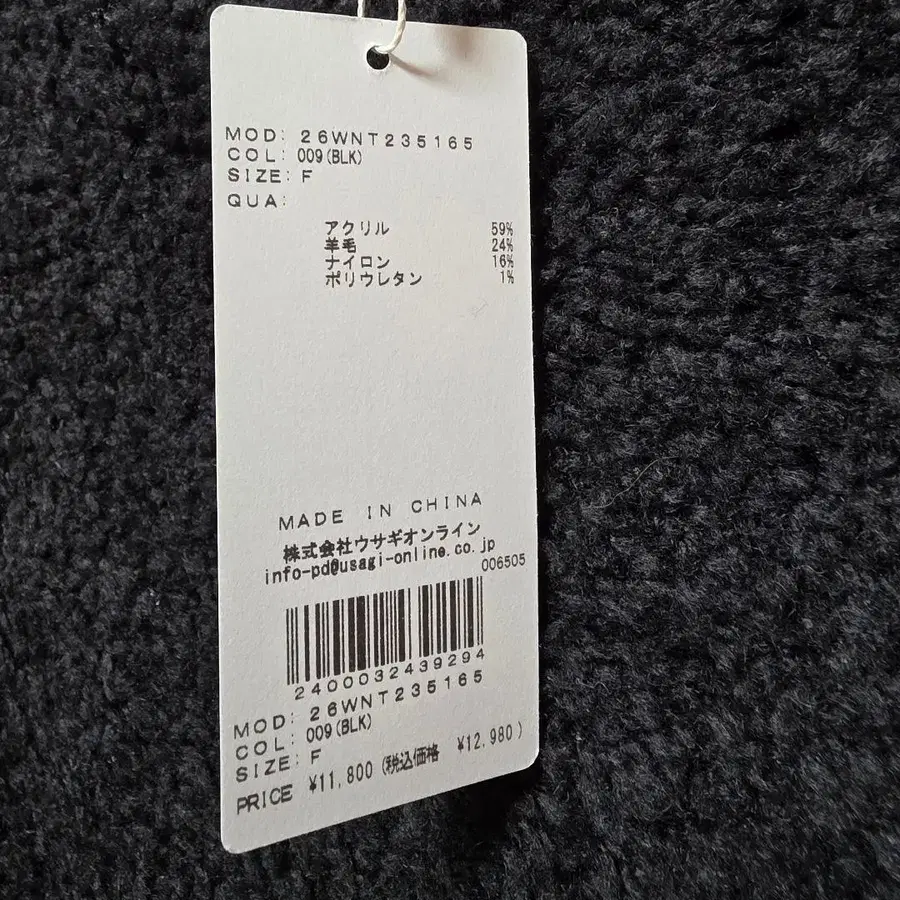 MOD: 26WNT235165
COL: 009(BLK)
SIZE: F
QUA:
アクリル 59%
羊毛 24%
ナイロン 16%
ポリウレタン 1%
MADE IN CHINA
株式会社ウサギオンライン
info-pd@usagi-online.co.jp
006505
2400032439294
MOD: 26WNT235165
COL: 009(BLK)
SIZE: F
PRICE ¥11,800 (税込価格 ¥12,980)